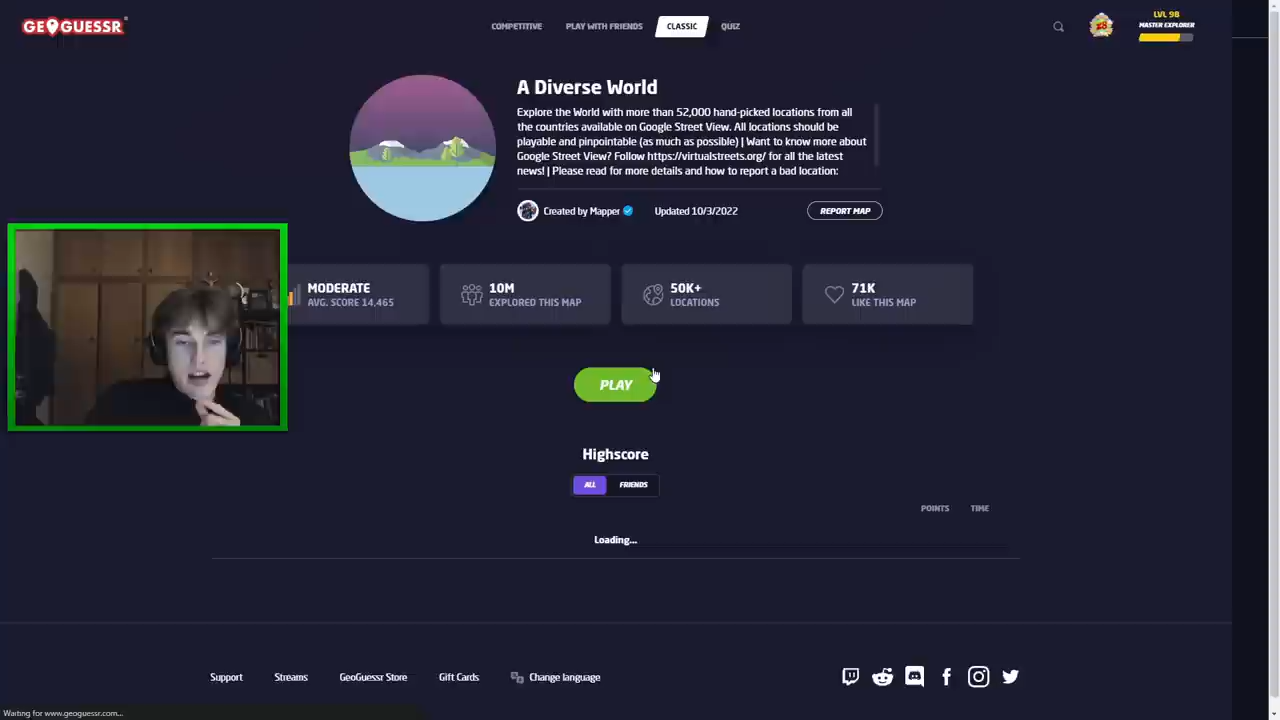 GEOGUESSR
COMPETITIVE
PLAY WITH FRIENDS
CLASSIC
QUIZ
LVL 98
MASTER EXPLORER
A Diverse World
Explore the World with more than 52,000 hand-picked locations from all
the countries available on Google Street View. All locations should be
playable and pinpointable (as much as possible) | Want to know more about
Google Street View? Follow https://virtualstreets.org/ for all the latest
news! | Please read for more details and how to report a bad location:
Created by Mapper
Updated 10/3/2022
REPORT MAP
MODERATE
AVG. SCORE 14,465
10M
EXPLORED THIS MAP
50K+
LOCATIONS
71K
LIKE THIS MAP
PLAY
Highscore
ALL
FRIENDS
POINTS
TIME
Loading...
Support
Streams
GeoGuessr Store
Gift Cards
Change language
Waiting for www.geoguessr.com...